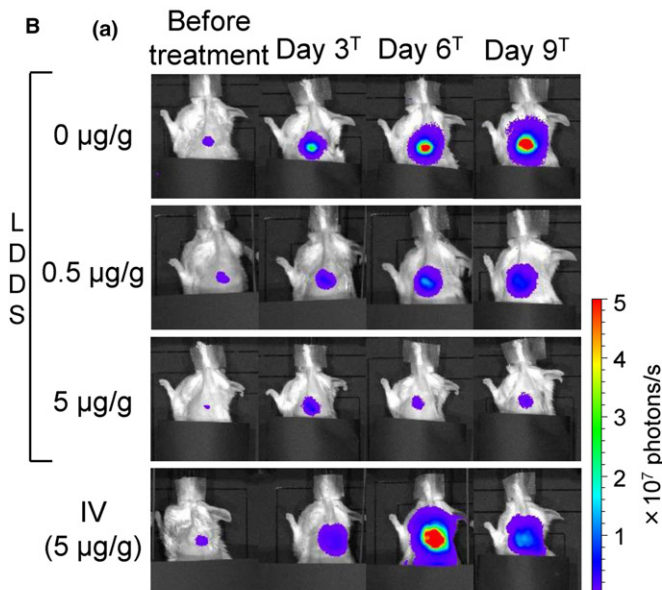 B (a)
Before treatment Day 3ᵀ Day 6ᵀ Day 9ᵀ
LDDS
0 µg/g
0.5 µg/g
5 µg/g
IV
(5 µg/g)
5
4
3
2
1
× 10⁷ photons/s